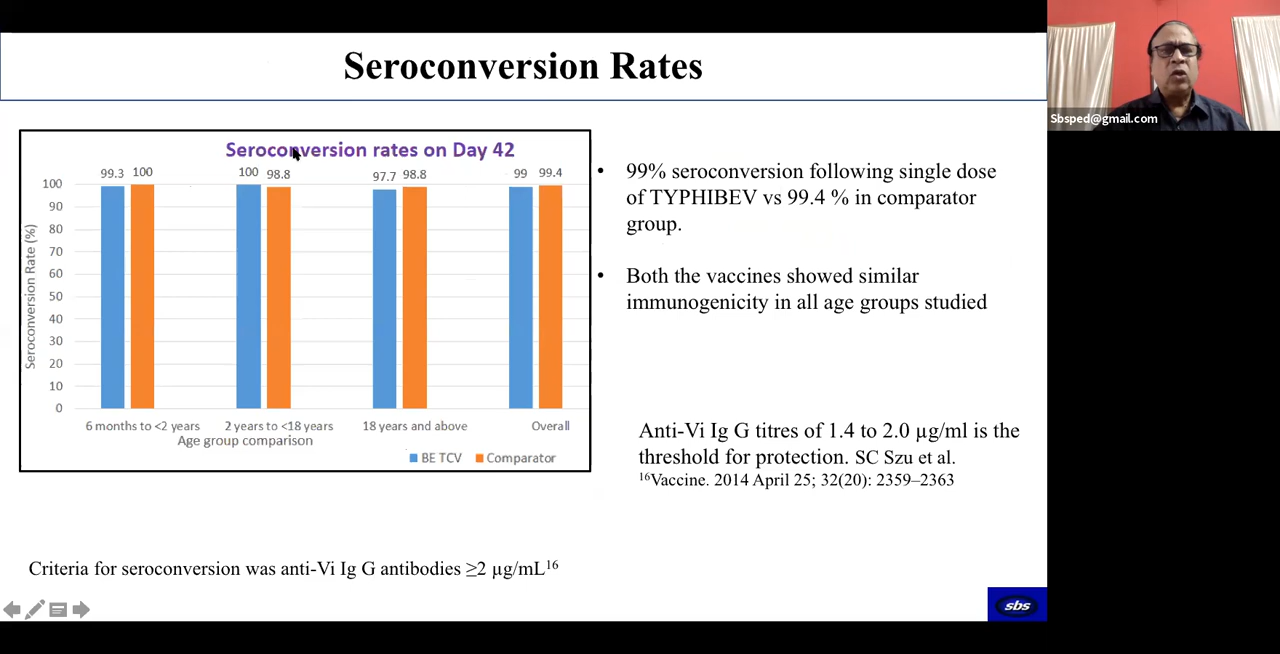 Seroconversion Rates
Sbsped@gmail.com
Seroconversion rates on Day 42
99.3 100 100 98.8 97.7 98.8 99 99.4
100
90
80
70
60
50
40
30
20
10
0
Seroconversion Rate (%)
6 months to <2 years 2 years to <18 years 18 years and above Overall
Age group comparison
BE TCV Comparator
• 99% seroconversion following single dose
of TYPHIBEV vs 99.4 % in comparator
group.
• Both the vaccines showed similar
immunogenicity in all age groups studied
Anti-Vi Ig G titres of 1.4 to 2.0 µg/ml is the
threshold for protection. SC Szu et al.
16Vaccine. 2014 April 25; 32(20): 2359–2363
Criteria for seroconversion was anti-Vi Ig G antibodies ≥2 µg/mL16
sbs